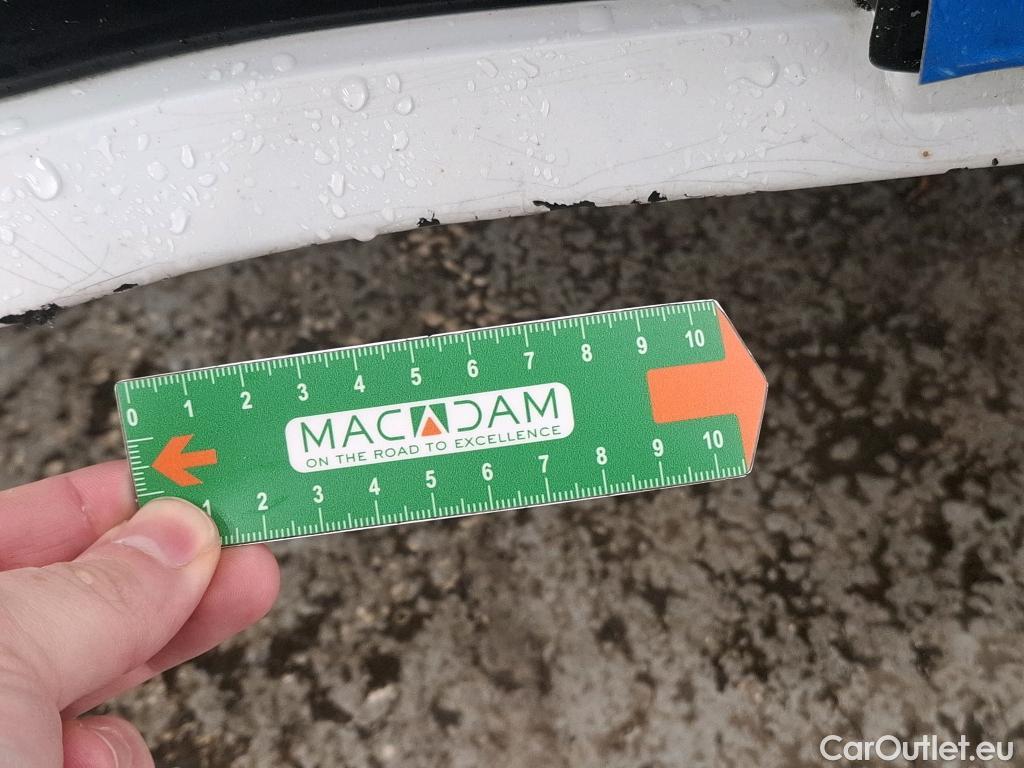 0 1 2 3 4 5 6 7 8 9 10
MACADAM
ON THE ROAD TO EXCELLENCE
1 2 3 4 5 6 7 8 9 10
CarOutlet.eu